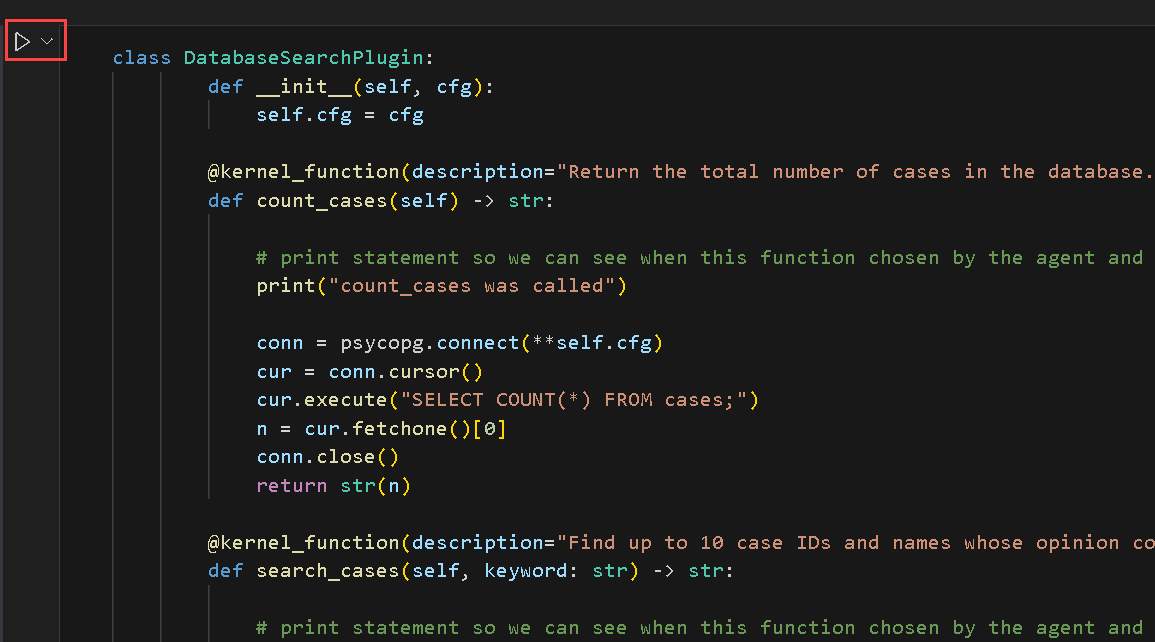 class DatabaseSearchPlugin:
def __init__(self, cfg):
self.cfg = cfg
@kernel_function(description="Return the total number of cases in the database.
def count_cases(self) -> str:
# print statement so we can see when this function chosen by the agent and
print("count_cases was called")
conn = psycopg.connect(**self.cfg)
cur = conn.cursor()
cur.execute("SELECT COUNT(*) FROM cases;")
n = cur.fetchone()[0]
conn.close()
return str(n)
@kernel_function(description="Find up to 10 case IDs and names whose opinion co
def search_cases(self, keyword: str) -> str:
# print statement so we can see when this function chosen by the agent and